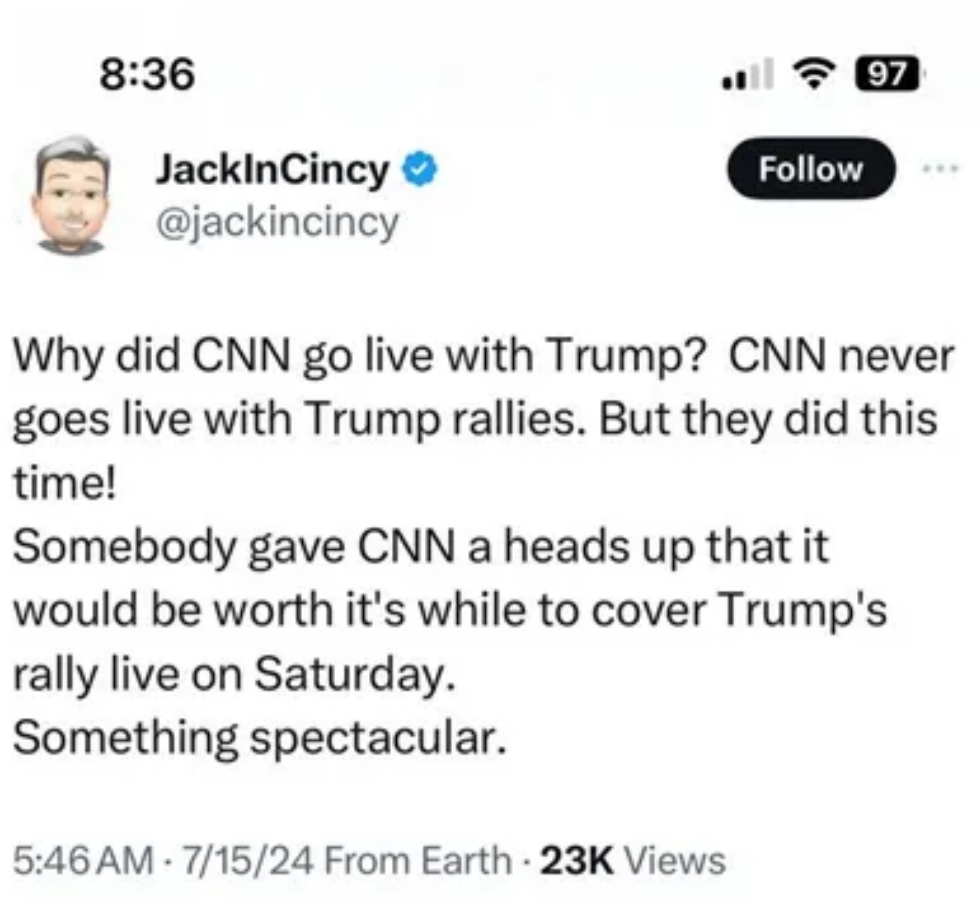 8:36
97
JackInCincy
Follow
@jackincincy
Why did CNN go live with Trump?  CNN never
goes live with Trump rallies. But they did this
time!
Somebody gave CNN a heads up that it
would be worth it's while to cover Trump's
rally live on Saturday.
Something spectacular.
5:46 AM · 7/15/24 From Earth · 23K Views